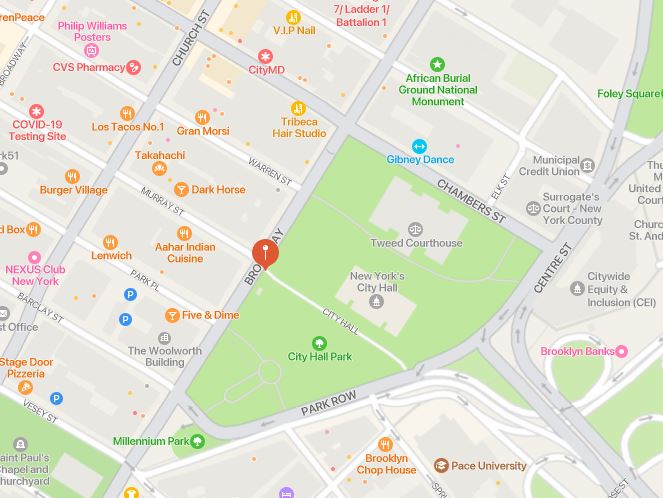 renPeace
Philip Williams
Posters
V.I.P Nail
7/ Ladder 1/
Battalion 1
CHURCH ST
BROADWAY
CVS Pharmacy
CityMD
African Burial
Ground National
Monument
Foley Square
COVID-19
Testing Site
Los Tacos No.1
Gran Morsi
Tribeca
Hair Studio
Takahachi
rk51
WARREN ST
Gibney Dance
Municipal
Credit Union
Burger Village
Dark Horse
MURRAY ST
CHAMBERS ST
ELK ST
Surrogate's
Court - New
York County
d Box
Lenwich
Aahar Indian
Cuisine
Tweed Courthouse
NEXUS Club
New York
PARK PL
New York's
City Hall
CENTRE ST
Citywide
Equity &
Inclusion (CEI)
Church
St. And
BARCLAY ST
P
P
Five & Dime
CITY HALL
st Office
The Woolworth
Building
City Hall Park
Brooklyn Banks
Stage Door
Pizzeria
P
VESEY ST
PARK ROW
Millennium Park
aint Paul's
Chapel and
hurchyard
Brooklyn
Chop House
Pace University